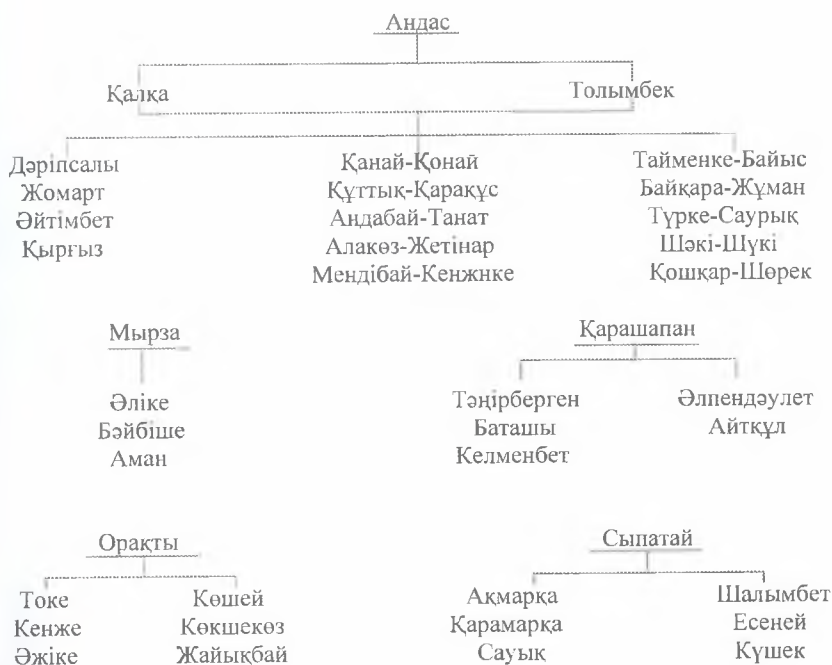 Андас
Қалқа Толымбек
Дәріпсалы Қанай-Қонай Тайменке-Байыс
Жомарт Құттық-Қарақұс Байқара-Жұман
Әйтімбет Андабай-Танат Түрке-Саурық
Қырғыз Алакөз-Жетінар Шәкі-Шүкі
Мендібай-Кенжнке Қошқар-Шөрек
Мырза Қарашапан
Әліке Тәңірберген Әлпендәулет
Бәйбіше Баташы Айтқұл
Аман Келменбет
Орақты Сыпатай
Токе Көшей Ақмарқа Шалымбет
Кенже Көкшекөз Қарамарқа Есеней
Әжіке Жайықбай Сауық Күшек